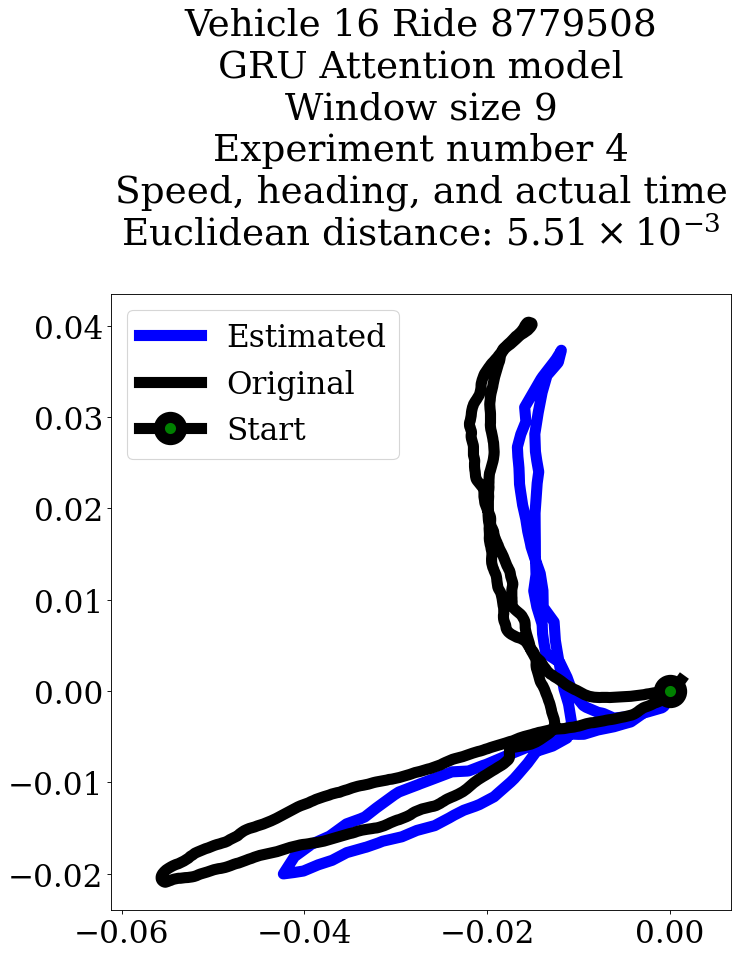 Vehicle 16 Ride 8779508
GRU Attention model
Window size 9
Experiment number 4
Speed, heading, and actual time
Euclidean distance: 5.51 × 10⁻³
Estimated
Original
Start
0.04
0.03
0.02
0.01
0.00
−0.01
−0.02
−0.06 −0.04 −0.02 0.00